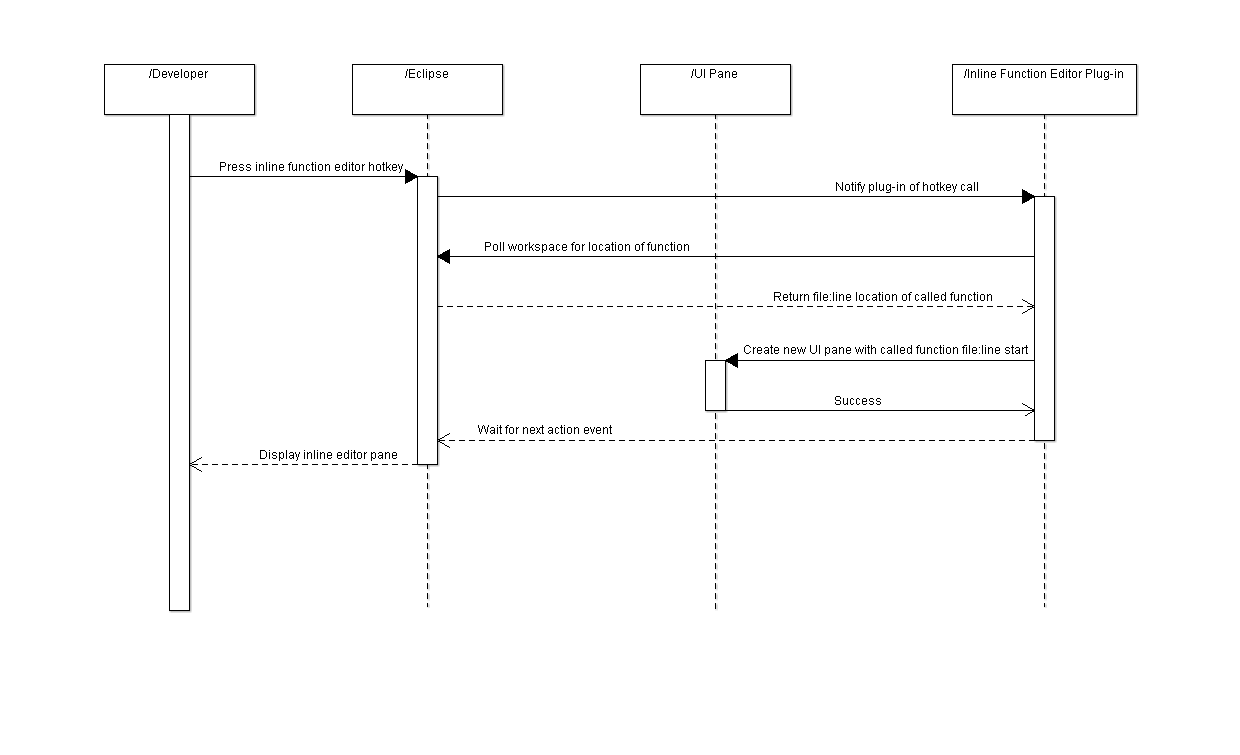 /Developer
/Eclipse
/UI Pane
/Inline Function Editor Plug-in
Press inline function editor hotkey
Notify plug-in of hotkey call
Poll workspace for location of function
Return file:line location of called function
Create new UI pane with called function file:line start
Success
Wait for next action event
Display inline editor pane